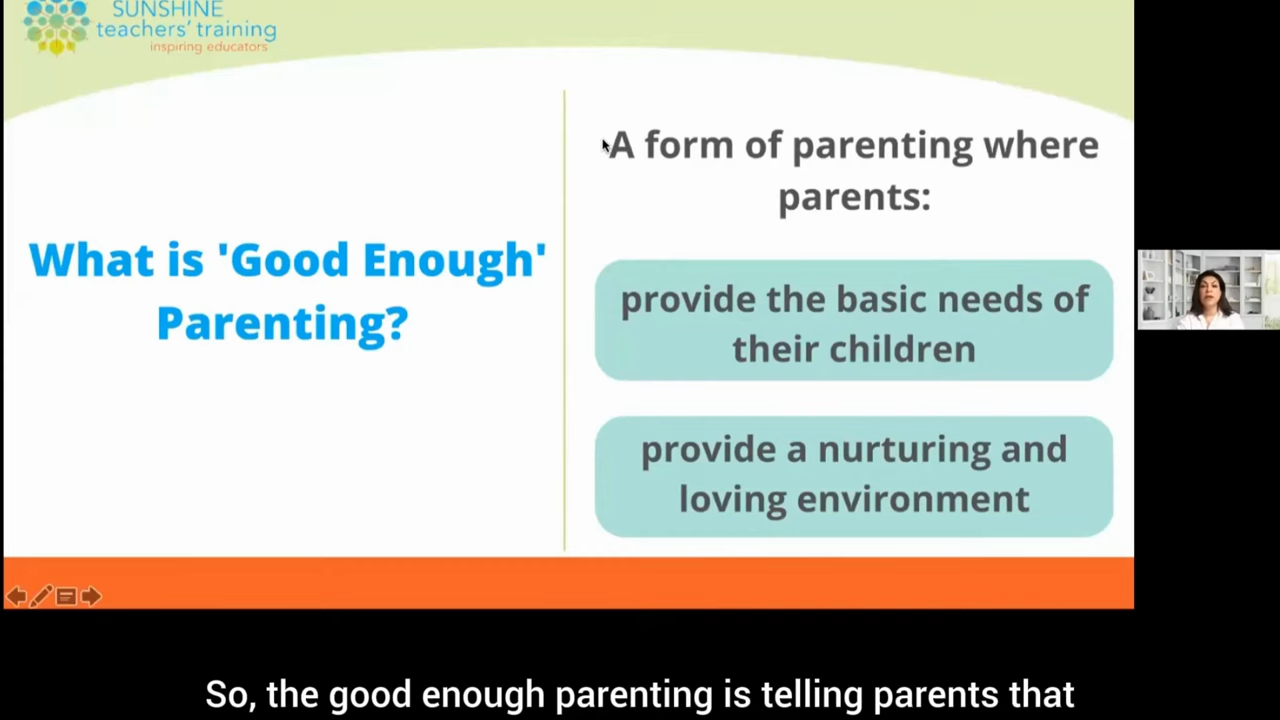 SUNSHINE
teachers' training
inspiring educators
What is 'Good Enough'
Parenting?
A form of parenting where
parents:
provide the basic needs of
their children
provide a nurturing and
loving environment
So, the good enough parenting is telling parents that